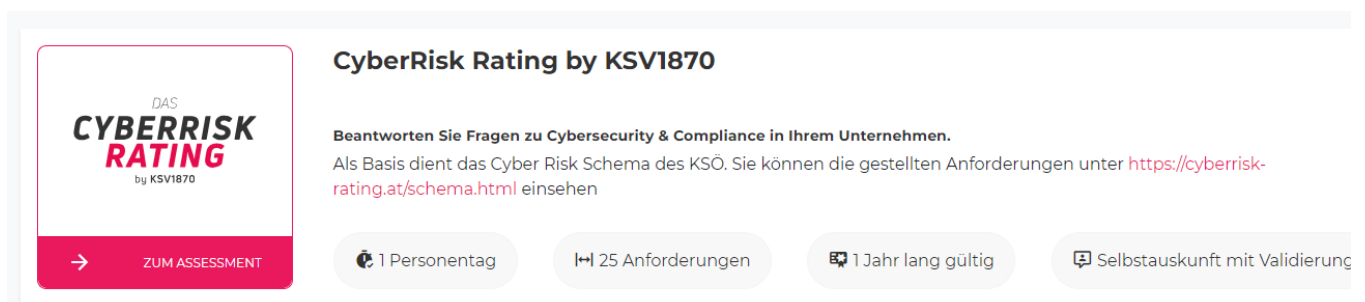 DAS
CYBERRISK
RATING
by KSV1870
ZUM ASSESSMENT
CyberRisk Rating by KSV1870
Beantworten Sie Fragen zu Cybersecurity & Compliance in Ihrem Unternehmen.
Als Basis dient das Cyber Risk Schema des KSÖ. Sie können die gestellten Anforderungen unter https://cyberrisk-
rating.at/schema.html einsehen
1 Personentag
25 Anforderungen
1 Jahr lang gültig
Selbstauskunft mit Validierung